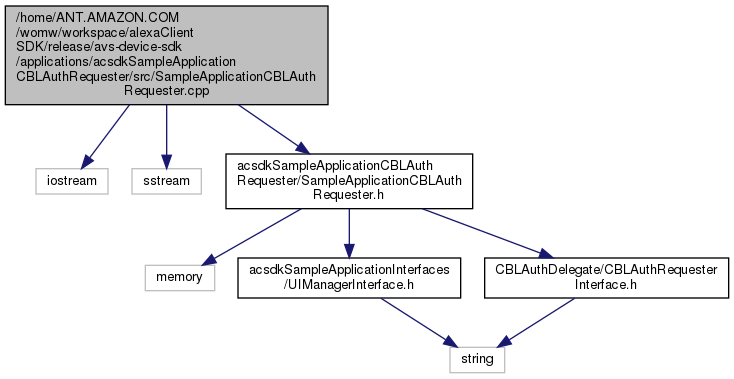 /home/ANT.AMAZON.COM
/womw/workspace/alexaClient
SDK/release/avs-device-sdk
/applications/acsdkSampleApplication
CBLAuthRequester/src/SampleApplicationCBLAuth
Requester.cpp
iostream
sstream
acsdkSampleApplicationCBLAuth
Requester/SampleApplicationCBLAuth
Requester.h
memory
acsdkSampleApplicationInterfaces
/UIManagerInterface.h
CBLAuthDelegate/CBLAuthRequester
Interface.h
string